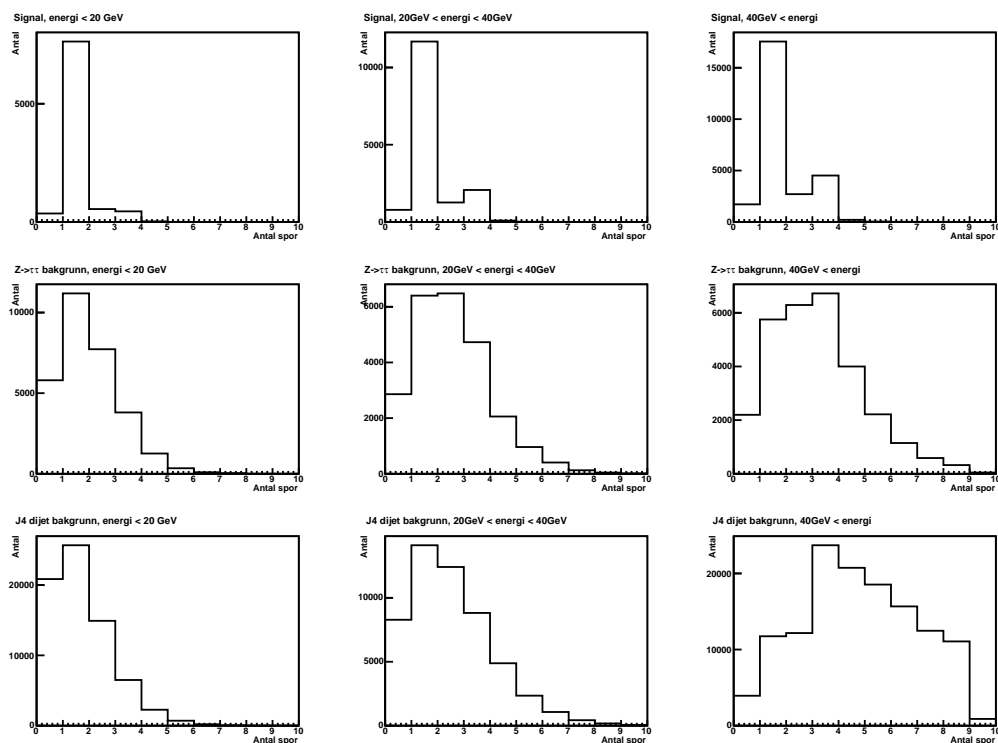 Signal, energi < 20 GeV
Antal
5000
0
0 1 2 3 4 5 6 7 8 9 10
Antal spor
Signal, 20GeV < energi < 40GeV
Antal
10000
5000
0
0 1 2 3 4 5 6 7 8 9 10
Antal spor
Signal, 40GeV < energi
Antal
15000
10000
5000
0
0 1 2 3 4 5 6 7 8 9 10
Antal spor
Z->ττ bakgrunn, energi < 20 GeV
Antal
10000
5000
0
0 1 2 3 4 5 6 7 8 9 10
Antal spor
Z->ττ bakgrunn, 20GeV < energi < 40GeV
Antal
6000
4000
2000
0
0 1 2 3 4 5 6 7 8 9 10
Antal spor
Z->ττ bakgrunn, 40GeV < energi
Antal
6000
4000
2000
0
0 1 2 3 4 5 6 7 8 9 10
Antal spor
J4 dijet bakgrunn, energi < 20 GeV
Antal
20000
10000
0
0 1 2 3 4 5 6 7 8 9 10
Antal spor
J4 dijet bakgrunn, 20GeV < energi < 40GeV
Antal
10000
5000
0
0 1 2 3 4 5 6 7 8 9 10
Antal spor
J4 dijet bakgrunn, 40GeV < energi
Antal
20000
10000
0
0 1 2 3 4 5 6 7 8 9 10
Antal spor